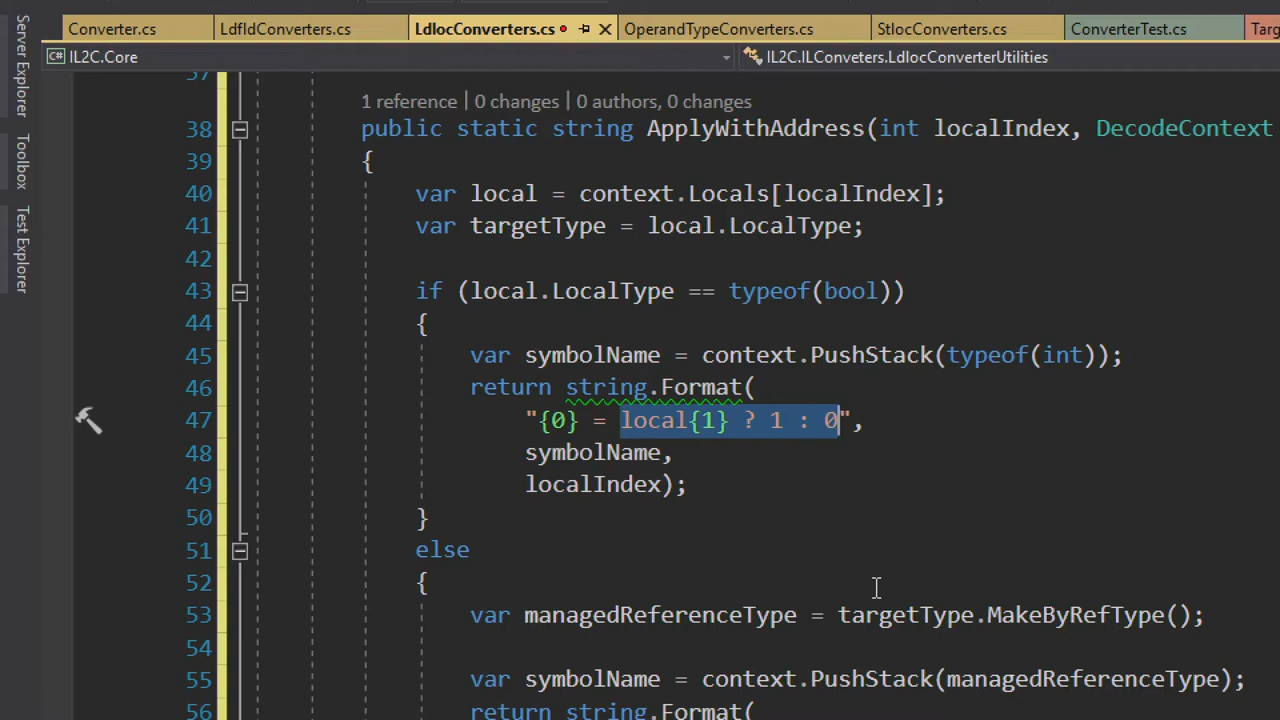 Converter.cs LdfIdConverters.cs LdlocConverters.cs OperandTypeConverters.cs StlocConverters.cs ConverterTest.cs Targ
IL2C.Core IL2C.ILConveters.LdlocConverterUtilities
Server Explorer
Toolbox
Test Explorer
37
1 reference | 0 changes | 0 authors, 0 changes
38 public static string ApplyWithAddress(int localIndex, DecodeContext
39 {
40 var local = context.Locals[localIndex];
41 var targetType = local.LocalType;
42
43 if (local.LocalType == typeof(bool))
44 {
45 var symbolName = context.PushStack(typeof(int));
46 return string.Format(
47 "{0} = local{1} ? 1 : 0",
48 symbolName,
49 localIndex);
50 }
51 else
52 {
53 var managedReferenceType = targetType.MakeByRefType();
54
55 var symbolName = context.PushStack(managedReferenceType);
56 return string.Format(